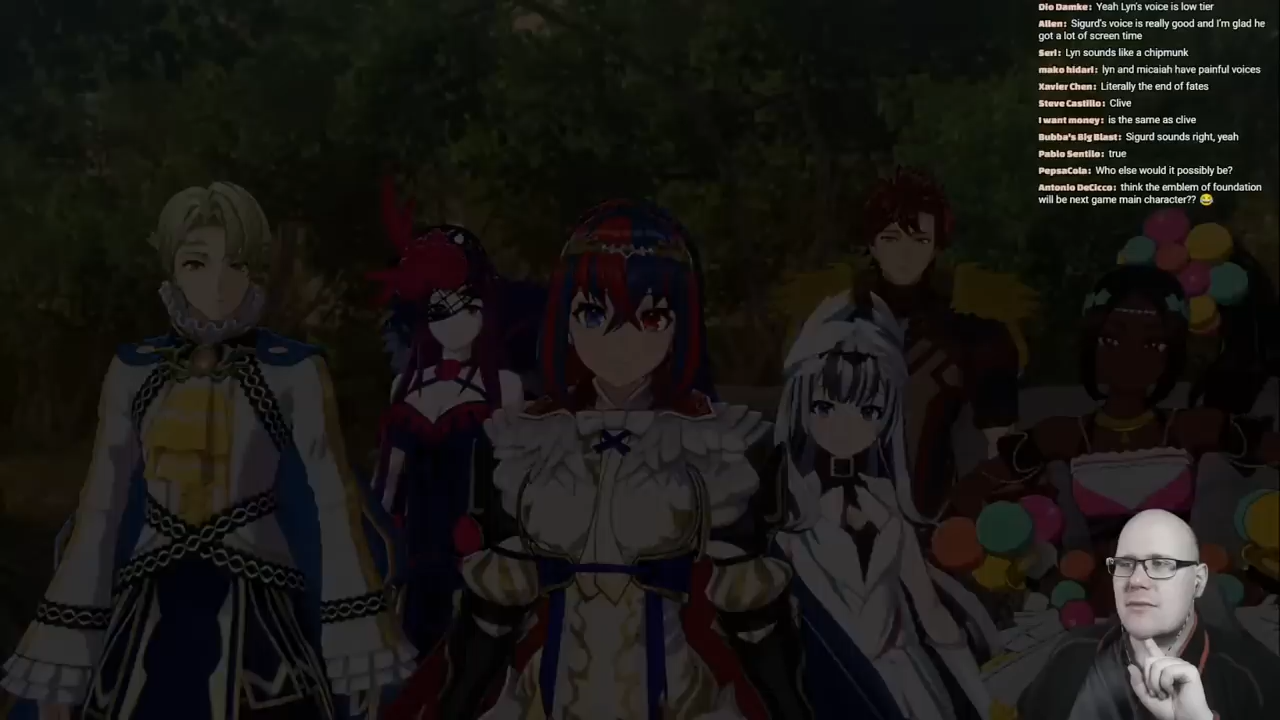 Dio Damke: Yeah Lyn's voice is low tier
Allen: Sigurd's voice is really good and I'm glad he
got a lot of screen time
Seri: Lyn sounds like a chipmunk
mako hidari: lyn and micaiah have painful voices
Xavier Chen: Literally the end of fates
Steve Castillo: Clive
I want money: is the same as clive
Bubba's Big Blast: Sigurd sounds right, yeah
Pablo Sentilo: true
PepsaCola: Who else would it possibly be?
Antonio DeCicco: think the emblem of foundation
will be next game main character?? 😂